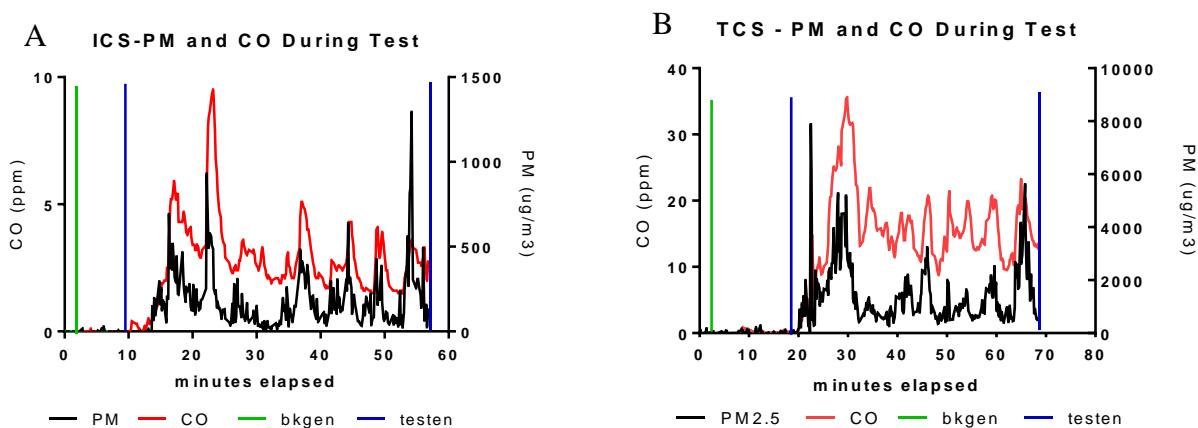 A
ICS-PM and CO During Test
CO (ppm)
10
5
0
1500
1000
500
0
PM (ug/m3)
0 10 20 30 40 50 60
minutes elapsed
PM CO bkgen testen
B
TCS - PM and CO During Test
CO (ppm)
40
30
20
10
0
10000
8000
6000
4000
2000
0
PM (ug/m3)
0 10 20 30 40 50 60 70 80
minutes elapsed
PM2.5 CO bkgen testen